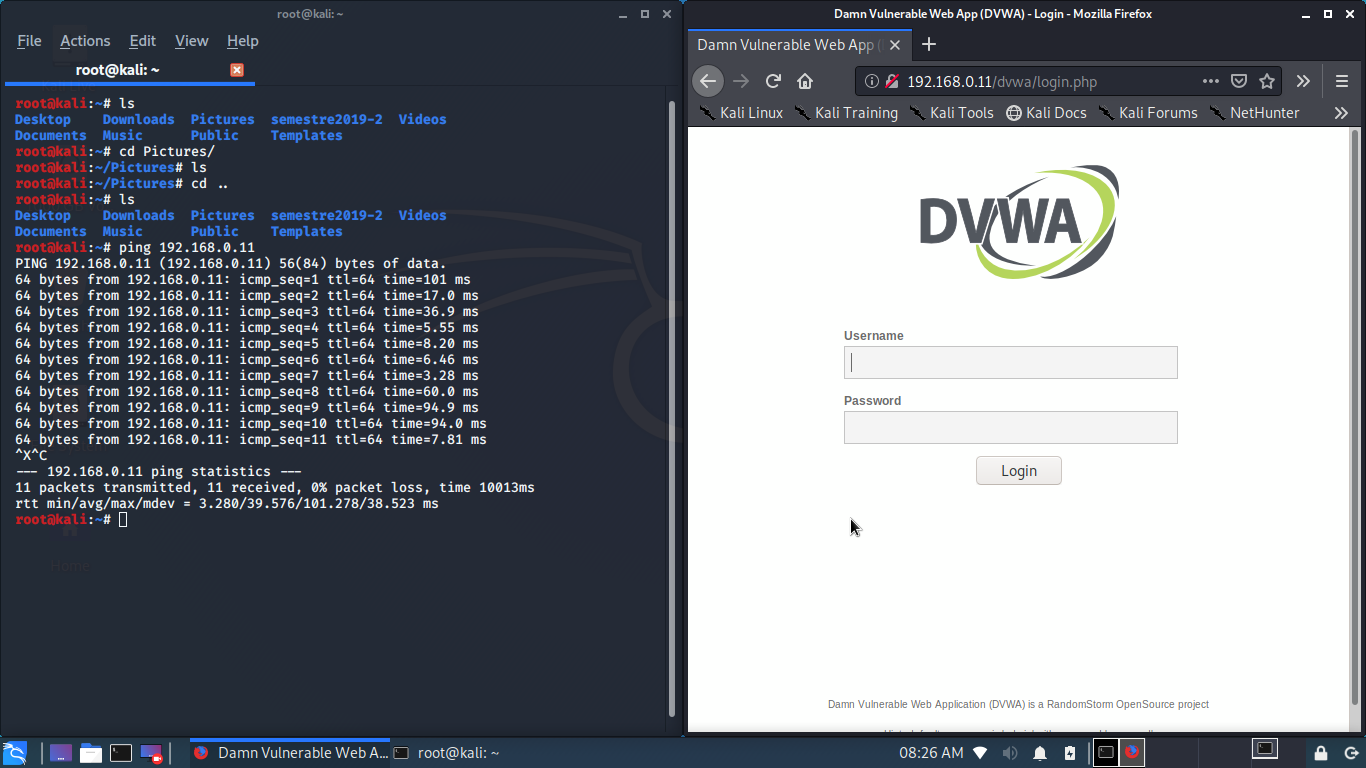 root@kali: ~
File Actions Edit View Help
root@kali: ~
root@kali:~# ls
Desktop Downloads Pictures semestre2019-2 Videos
Documents Music Public Templates
root@kali:~# cd Pictures/
root@kali:~/Pictures# ls
root@kali:~/Pictures# cd ..
root@kali:~# ls
Desktop Downloads Pictures semestre2019-2 Videos
Documents Music Public Templates
root@kali:~# ping 192.168.0.11
PING 192.168.0.11 (192.168.0.11) 56(84) bytes of data.
64 bytes from 192.168.0.11: icmp_seq=1 ttl=64 time=101 ms
64 bytes from 192.168.0.11: icmp_seq=2 ttl=64 time=17.0 ms
64 bytes from 192.168.0.11: icmp_seq=3 ttl=64 time=36.9 ms
64 bytes from 192.168.0.11: icmp_seq=4 ttl=64 time=5.55 ms
64 bytes from 192.168.0.11: icmp_seq=5 ttl=64 time=8.20 ms
64 bytes from 192.168.0.11: icmp_seq=6 ttl=64 time=6.46 ms
64 bytes from 192.168.0.11: icmp_seq=7 ttl=64 time=3.28 ms
64 bytes from 192.168.0.11: icmp_seq=8 ttl=64 time=60.0 ms
64 bytes from 192.168.0.11: icmp_seq=9 ttl=64 time=94.9 ms
64 bytes from 192.168.0.11: icmp_seq=10 ttl=64 time=94.0 ms
64 bytes from 192.168.0.11: icmp_seq=11 ttl=64 time=7.81 ms
^X^C
--- 192.168.0.11 ping statistics ---
11 packets transmitted, 11 received, 0% packet loss, time 10013ms
rtt min/avg/max/mdev = 3.280/39.576/101.278/38.523 ms
root@kali:~#
Home
Damn Vulnerable Web App (DVWA) - Login - Mozilla Firefox
Damn Vulnerable Web App (
192.168.0.11/dvwa/login.php
Kali Linux Kali Training Kali Tools Kali Docs Kali Forums NetHunter
DVWA
Username
Password
Login
Damn Vulnerable Web Application (DVWA) is a RandomStorm OpenSource project
Damn Vulnerable Web A... root@kali: ~ 08:26 AM